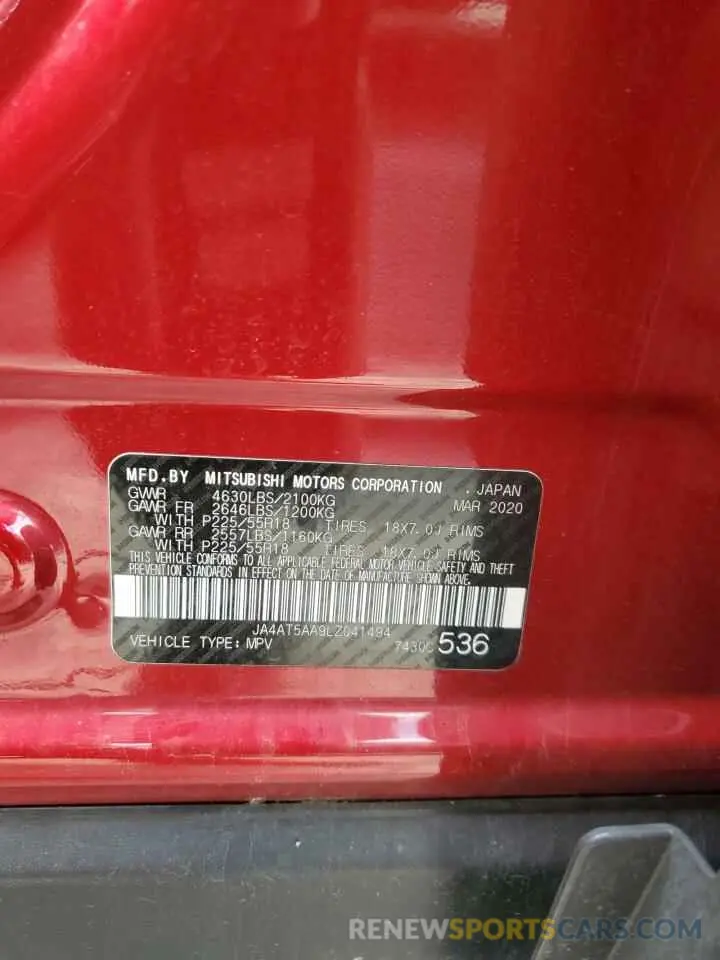 MFD.BY MITSUBISHI MOTORS CORPORATION . JAPAN
GVWR 4630LBS/2100KG MAR 2020
GAWR FR 2646LBS/1200KG
WITH P225/55R18 TIRES 18X7.0J RIMS
GAWR RR 2557LBS/1160KG
WITH P225/55R18 TIRES 18X7.0J RIMS
THIS VEHICLE CONFORMS TO ALL APPLICABLE FEDERAL MOTOR VEHICLE SAFETY AND THEFT
PREVENTION STANDARDS IN EFFECT ON THE DATE OF MANUFACTURE SHOWN ABOVE.
JA4AT5AA9LZ041494
VEHICLE TYPE: MPV 7430C 536
RENEWSPORTSCARS.COM